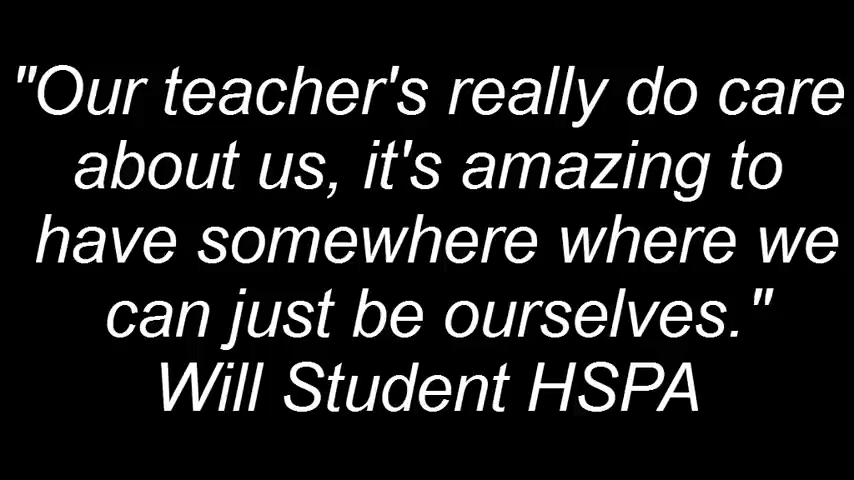 "Our teacher's really do care
about us, it's amazing to
have somewhere where we
can just be ourselves."
Will Student HSPA